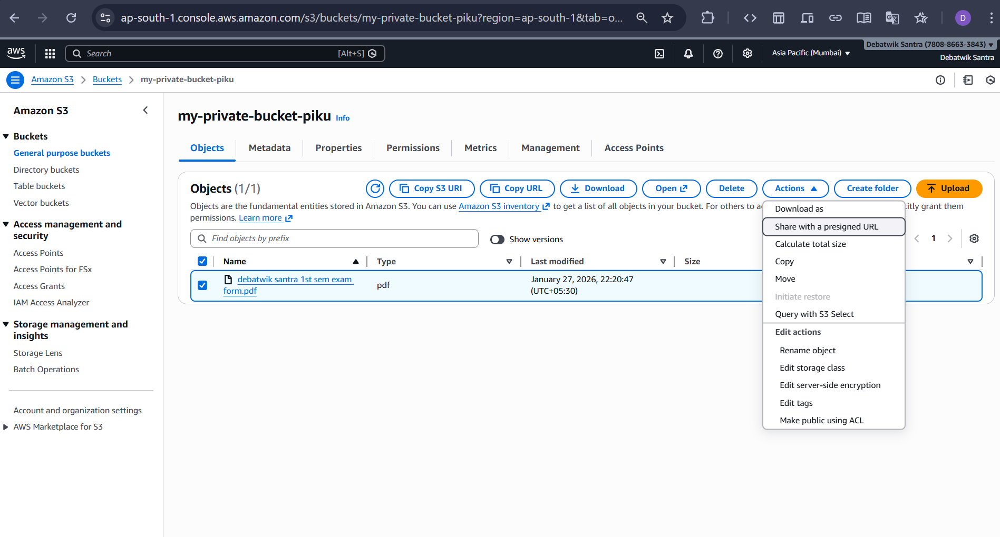 ap-south-1.console.aws.amazon.com/s3/buckets/my-private-bucket-piku?region=ap-south-1&tab=o...
D
aws
Search
[Alt+S]
Asia Pacific (Mumbai)
Debatwik Santra (7808-8663-3843)
Debatwik Santra
Amazon S3
Buckets
my-private-bucket-piku
Amazon S3
Buckets
General purpose buckets
Directory buckets
Table buckets
Vector buckets
Access management and
security
Access Points
Access Points for FSx
Access Grants
IAM Access Analyzer
Storage management and
insights
Storage Lens
Batch Operations
Account and organization settings
AWS Marketplace for S3
my-private-bucket-piku Info
Objects
Metadata
Properties
Permissions
Metrics
Management
Access Points
Objects (1/1)
Copy S3 URI
Copy URL
Download
Open
Delete
Actions
Create folder
Upload
Objects are the fundamental entities stored in Amazon S3. You can use Amazon S3 inventory to get a list of all objects in your bucket. For others to ac citly grant them
permissions. Learn more
Find objects by prefix
Show versions
1
Name
Type
Last modified
Size
debatwik santra 1st sem exam
form.pdf
pdf
January 27, 2026, 22:20:47
(UTC+05:30)
Download as
Share with a presigned URL
Calculate total size
Copy
Move
Initiate restore
Query with S3 Select
Edit actions
Rename object
Edit storage class
Edit server-side encryption
Edit tags
Make public using ACL